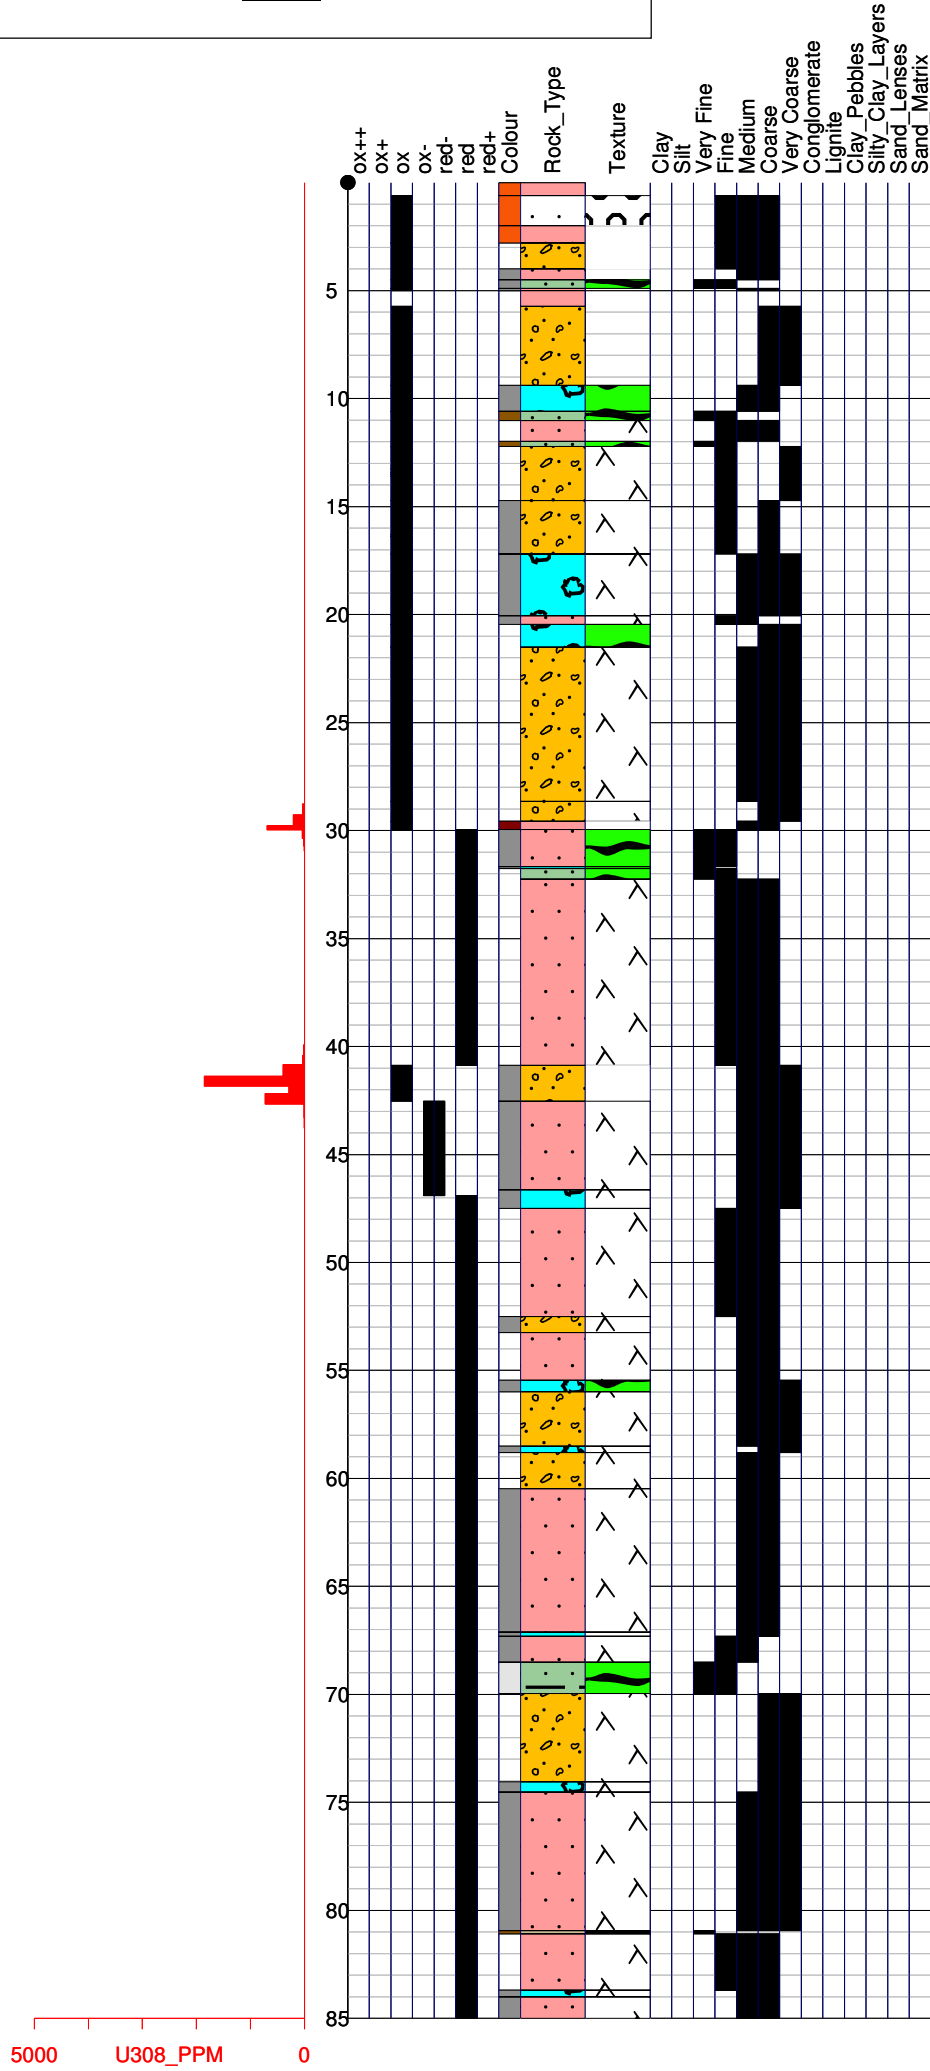 ox++
ox+
ox
ox-
red-
red
red+
Colour
Rock_Type
Texture
Clay
Silt
Very Fine
Fine
Medium
Coarse
Very Coarse
Conglomerate
Lignite
Clay_Pebbles
Silty_Clay_Layers
Sand_Lenses
Sand_Matrix
5
10
15
20
25
30
35
40
45
50
55
60
65
70
75
80
85
5000 U308_PPM 0